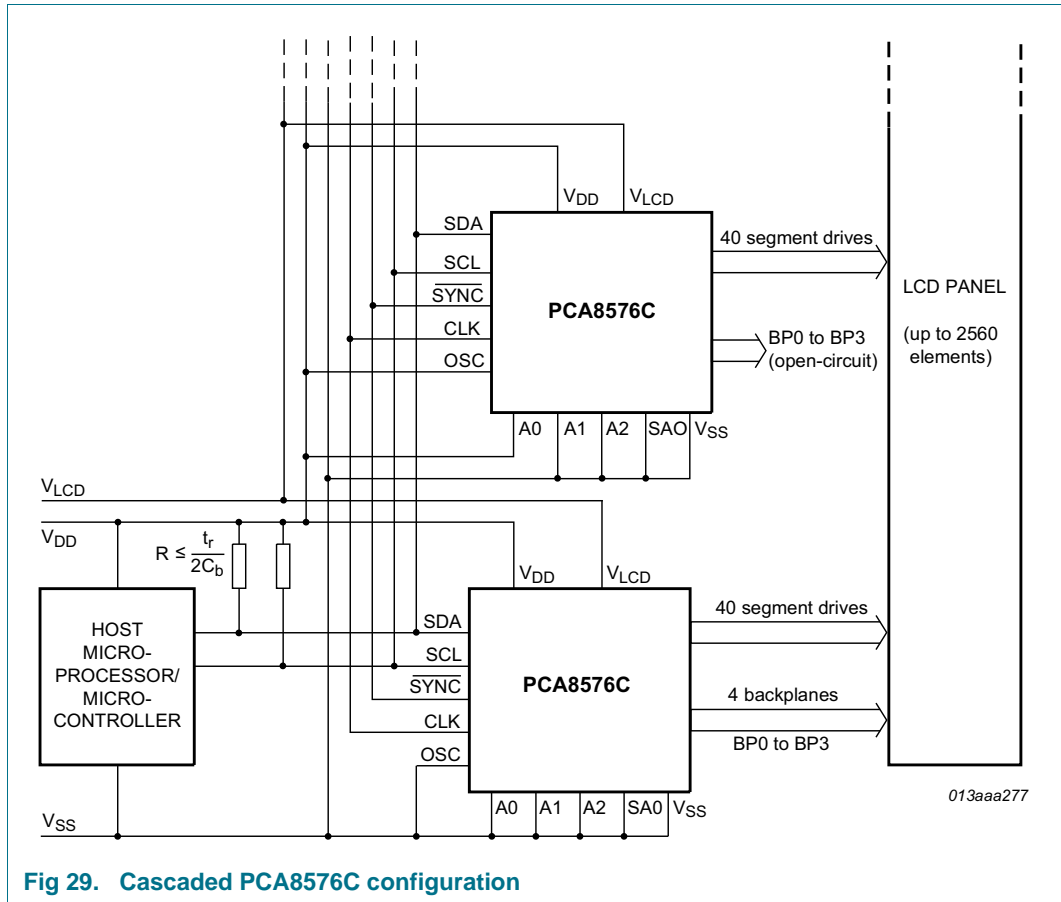 VDD
VLCD
SDA
SCL
SYNC
CLK
OSC
PCA8576C
40 segment drives
BP0 to BP3
(open-circuit)
LCD PANEL
(up to 2560
elements)
A0
A1
A2
SAO
VSS
VLCD
VDD
R ≤ tr
2Cb
HOST
MICRO-
PROCESSOR/
MICRO-
CONTROLLER
VDD
VLCD
SDA
SCL
SYNC
CLK
OSC
PCA8576C
40 segment drives
4 backplanes
BP0 to BP3
A0
A1
A2
SA0
VSS
VSS
013aaa277
Fig 29. Cascaded PCA8576C configuration